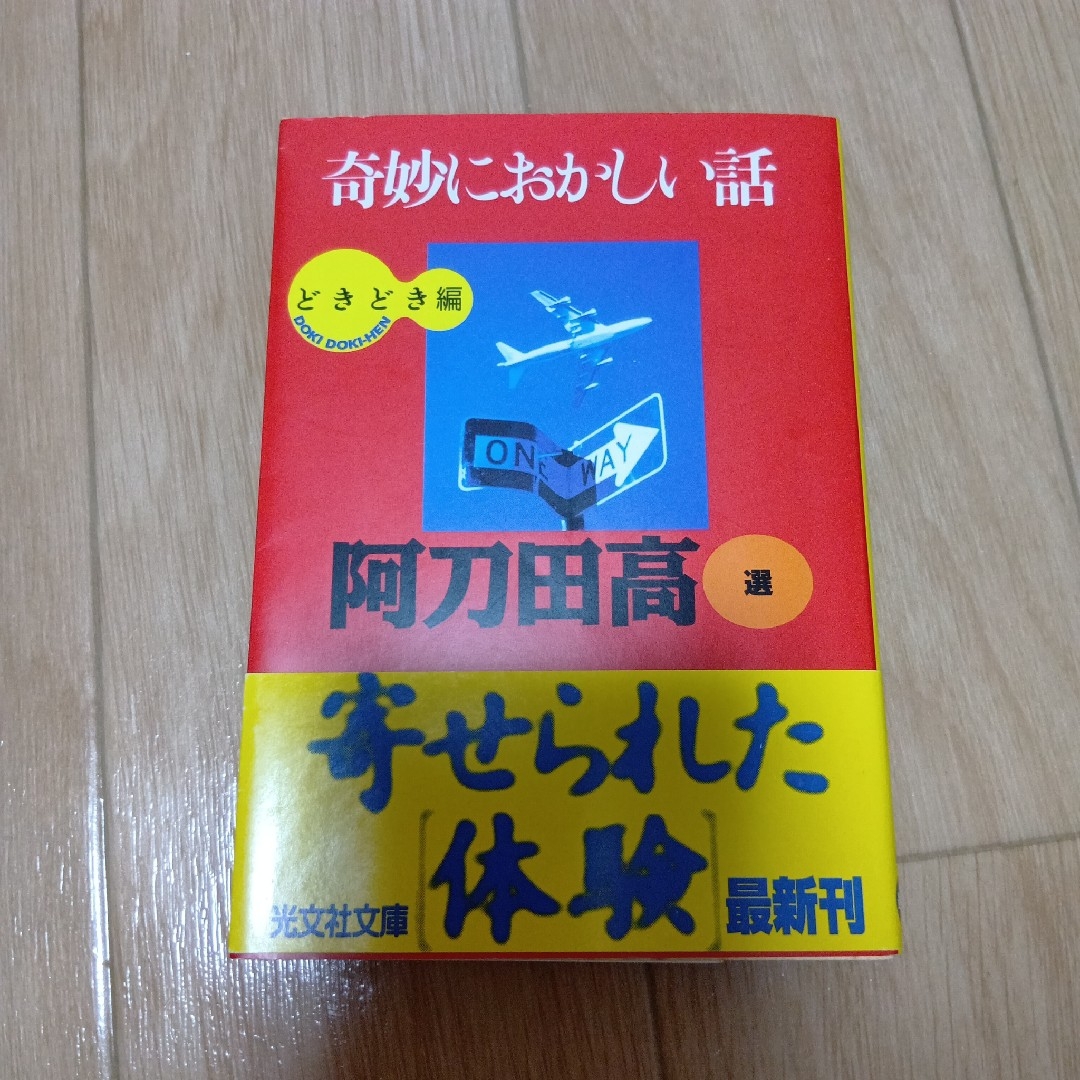 奇妙におかしい話
どきどき編
DOKI DOKI-HEN
ONE WAY
阿刀田高 選
寄せられた
[体験]
光文社文庫
最新刊